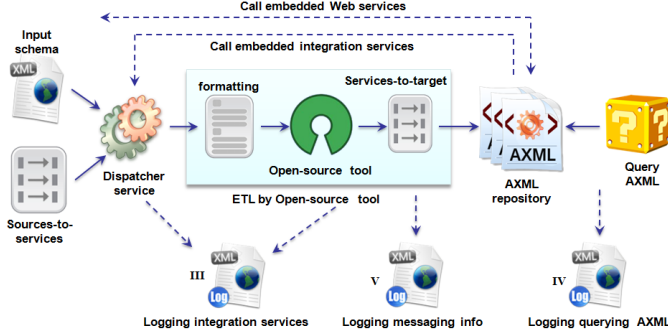 Call embedded Web services
Input
schema
Call embedded integration services
XML
formatting
Services-to-target
< >
AXML
Open-source tool
Dispatcher
service
AXML
repository
Query
AXML
ETL by Open-source tool
Sources-to-
services
III
XML
Log
V
XML
Log
IV
XML
Log
Logging integration services
Logging messaging info
Logging querying AXML